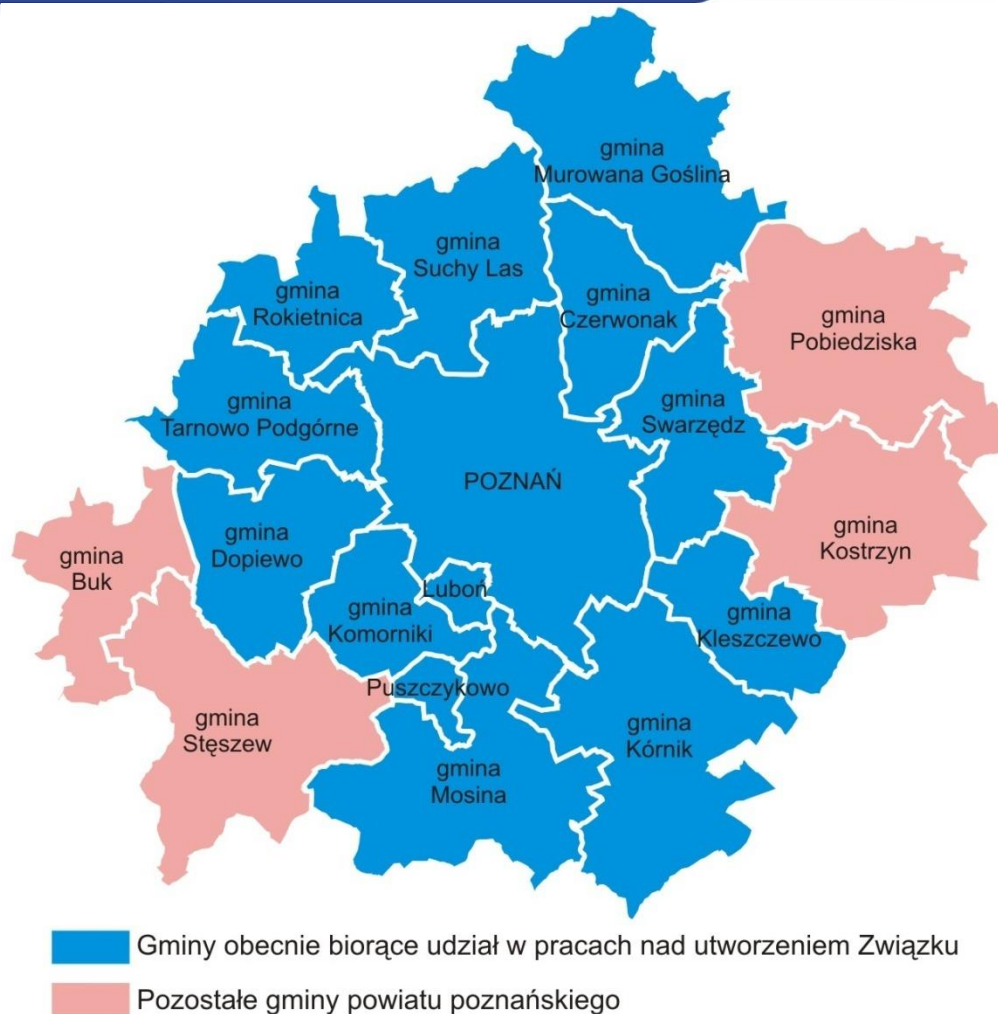 gmina
Murowana Goślina
gmina
Suchy Las
gmina
Rokietnica
gmina
Czerwonak
gmina
Pobiedziska
gmina
Tarnowo Podgórne
gmina
Swarzędz
POZNAŃ
gmina
Dopiewo
gmina
Kostrzyn
gmina
Buk
Luboń
gmina
Komorniki
gmina
Kleszczewo
Puszczykowo
gmina
Stęszew
gmina
Kórnik
gmina
Mosina
Gminy obecnie biorące udział w pracach nad utworzeniem Związku
Pozostałe gminy powiatu poznańskiego